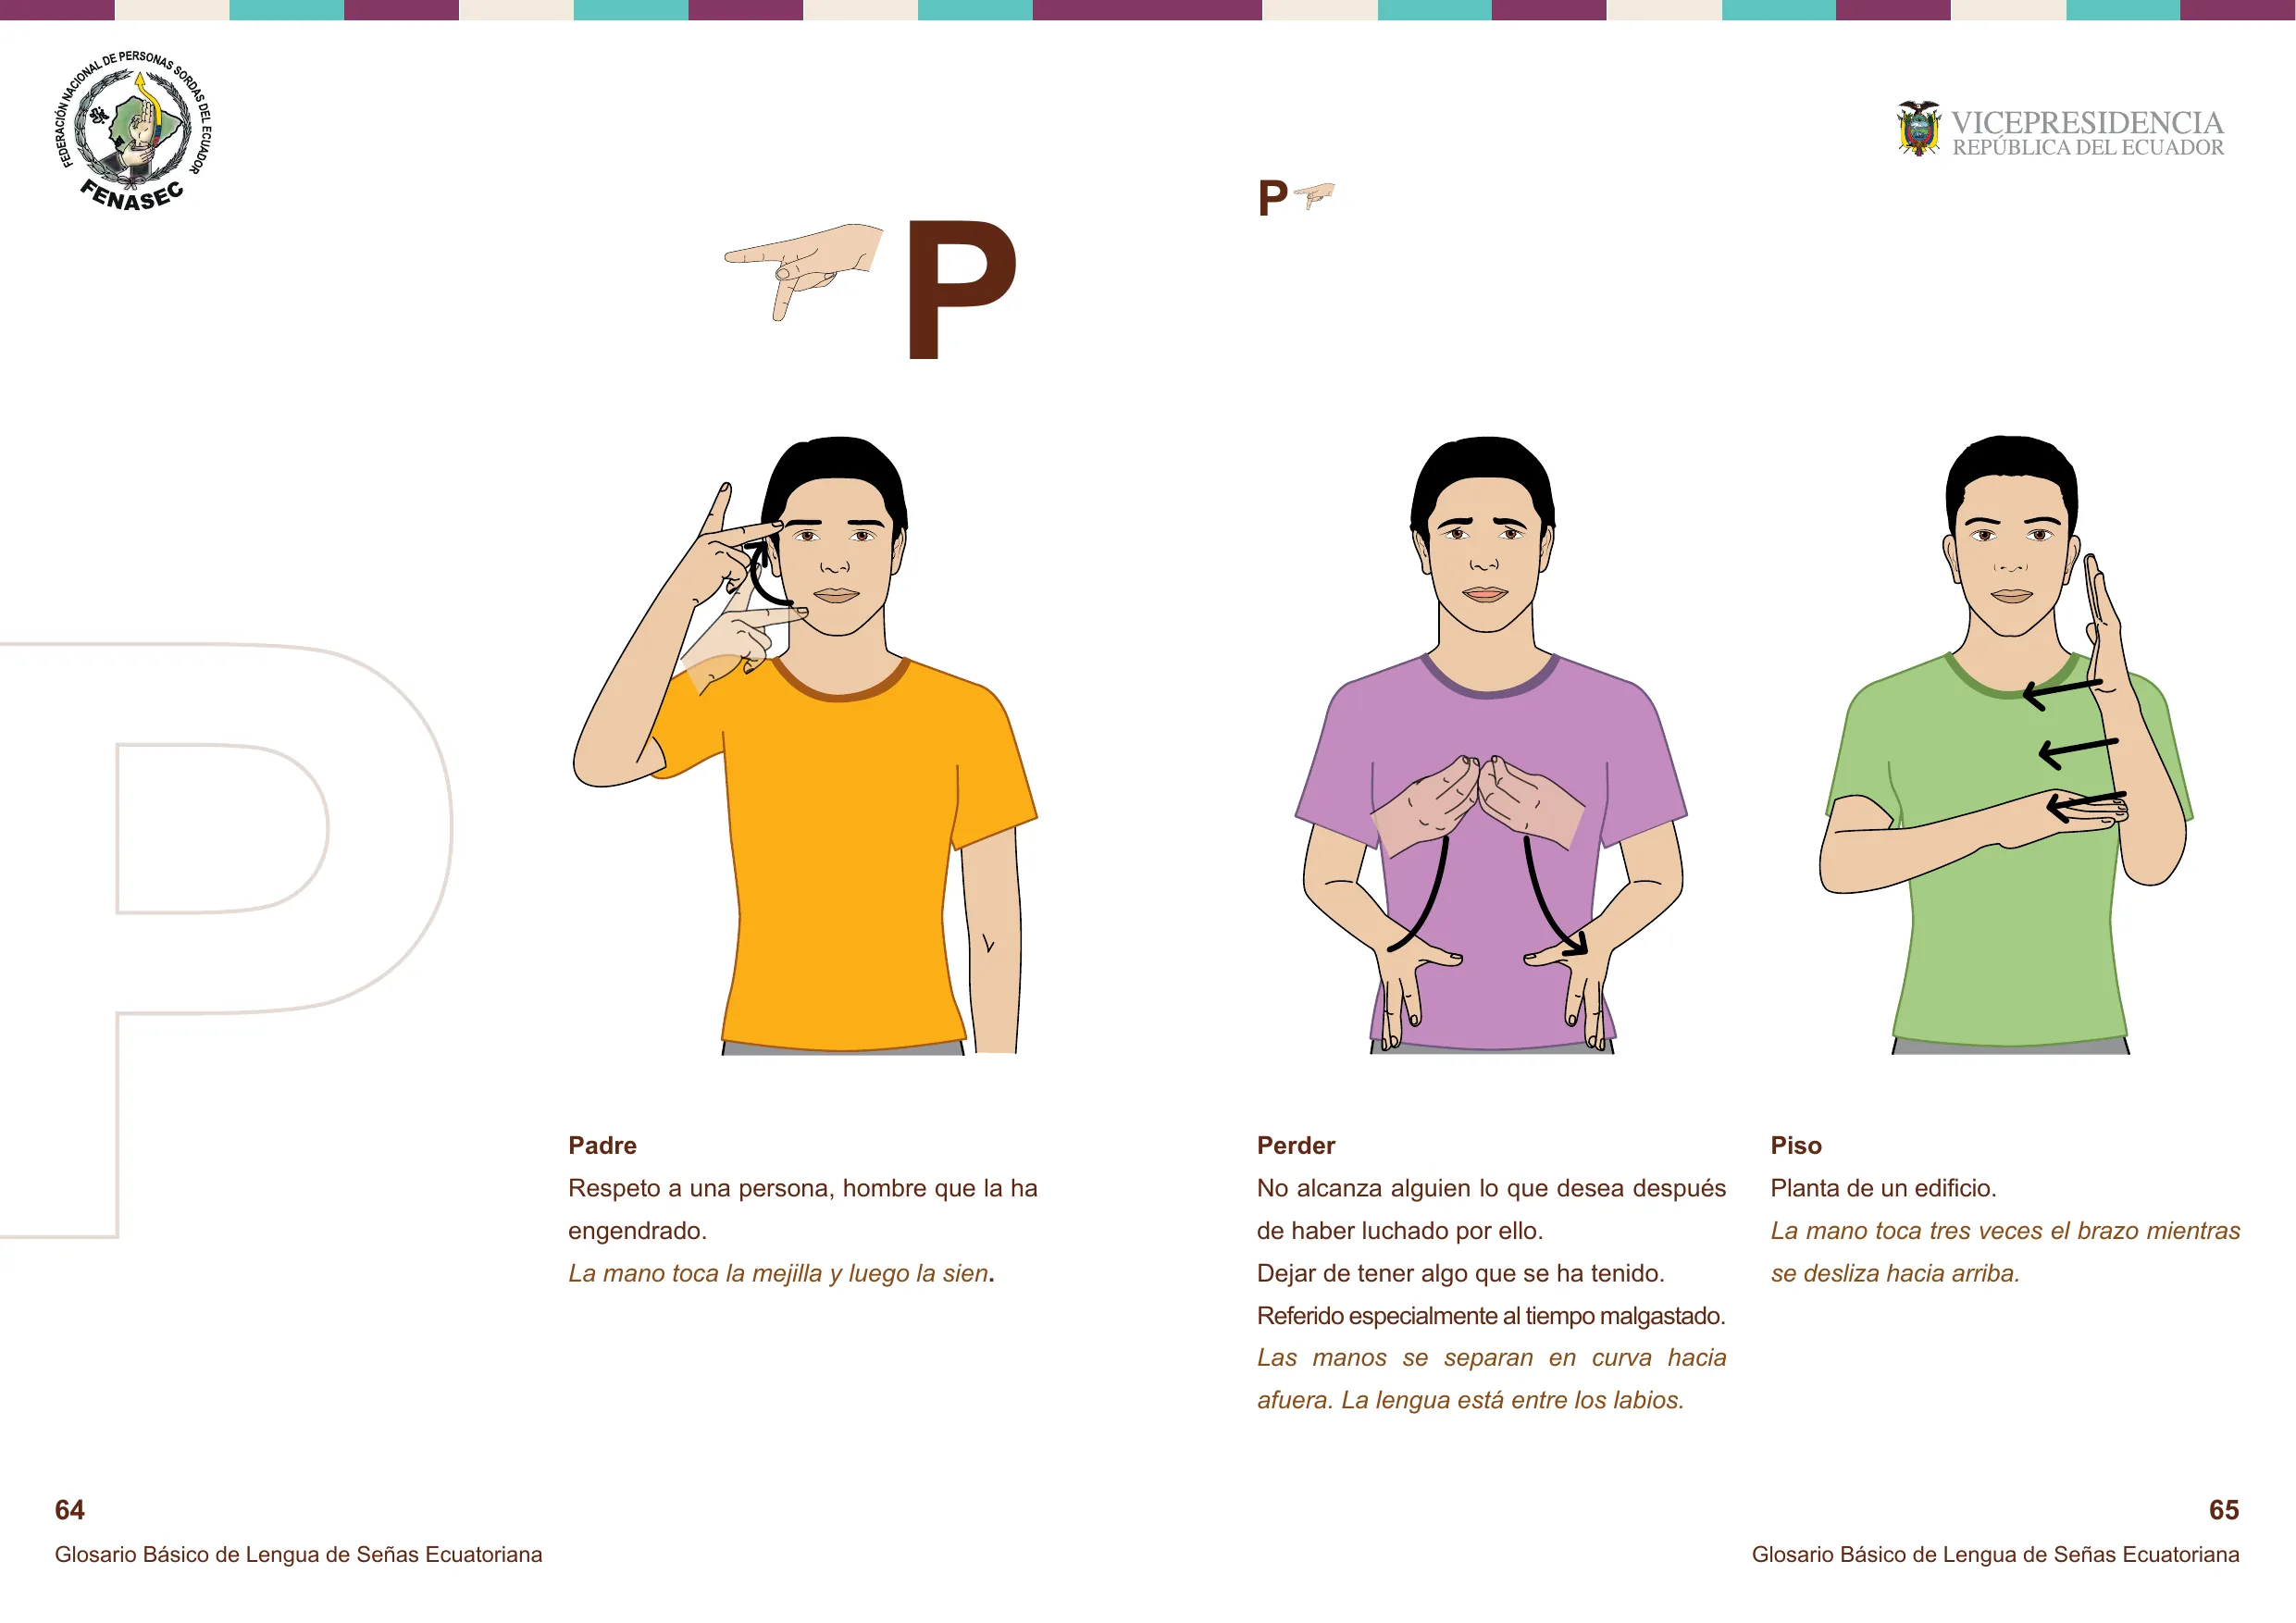 FEDERACIÓN NACIONAL DE PERSONAS SORDAS DEL ECUADOR
FENASEC
P
Padre
Respeto a una persona, hombre que la ha
engendrado.
La mano toca la mejilla y luego la sien.
64
Glosario Básico de Lengua de Señas Ecuatoriana
VICEPRESIDENCIA
REPÚBLICA DEL ECUADOR
P
Perder
No alcanza alguien lo que desea después
de haber luchado por ello.
Dejar de tener algo que se ha tenido.
Referido especialmente al tiempo malgastado.
Las manos se separan en curva hacia
afuera. La lengua está entre los labios.
Piso
Planta de un edificio.
La mano toca tres veces el brazo mientras
se desliza hacia arriba.
65
Glosario Básico de Lengua de Señas Ecuatoriana
P